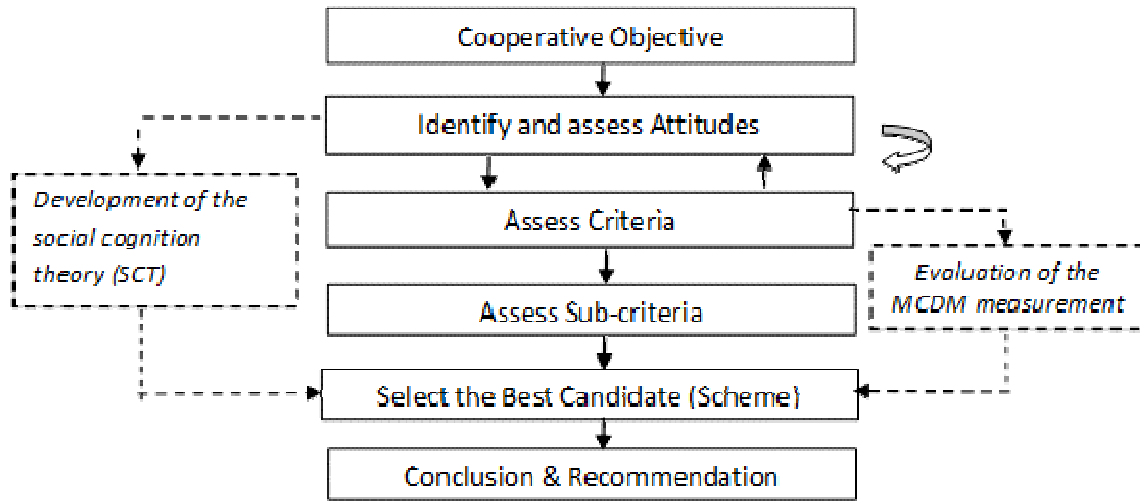 Cooperative Objective
Identify and assess Attitudes
Development of the
social cognition
theory (SCT)
Assess Criteria
Evaluation of the
MCDM measurement
Assess Sub-criteria
Select the Best Candidate (Scheme)
Conclusion & Recommendation